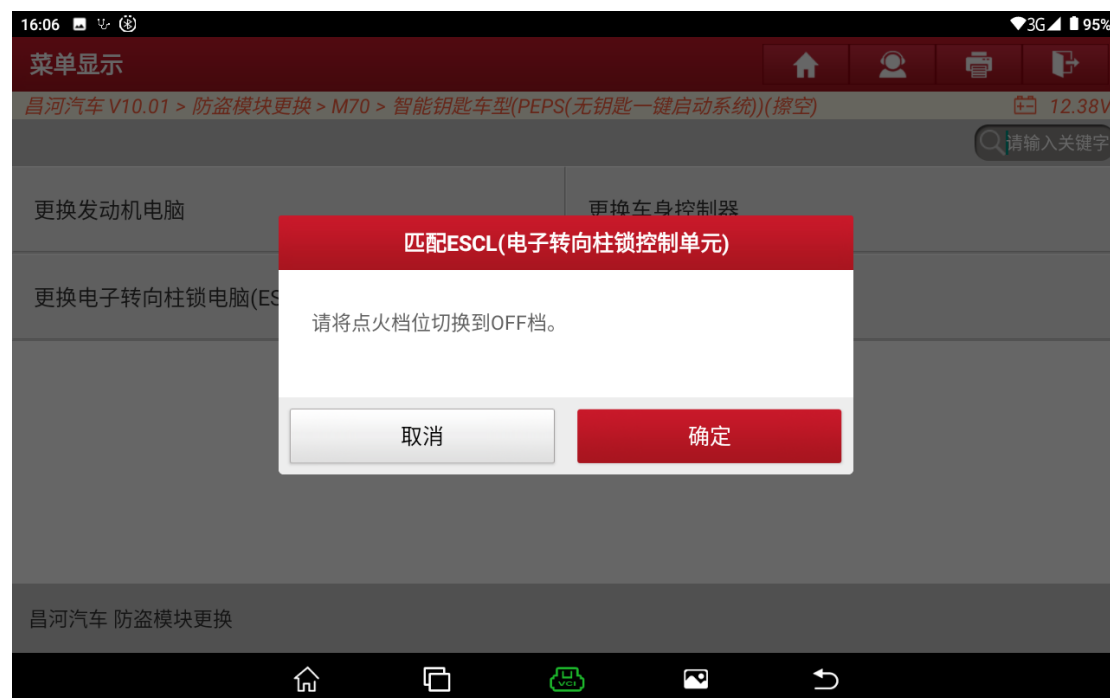 16:06
3G 95%
菜单显示
昌河汽车 V10.01 > 防盗模块更换 > M70 > 智能钥匙车型(PEPS(无钥匙一键启动系统))(擦空)
12.38V
请输入关键字
更换发动机电脑
更换车身控制器
匹配ESCL(电子转向柱锁控制单元)
更换电子转向柱锁电脑(ES
请将点火档位切换到OFF档。
取消
确定
昌河汽车 防盗模块更换
VCI